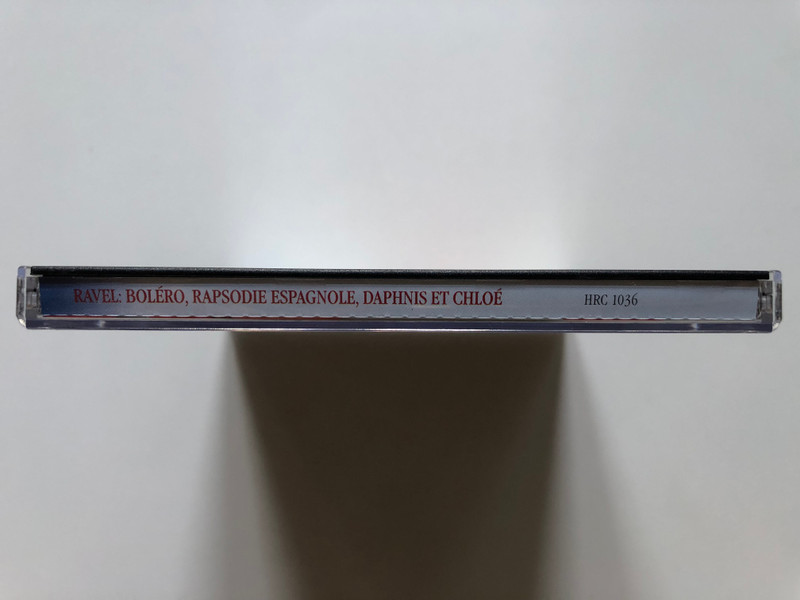 RAVEL: BOLÉRO, RAPSODIE ESPAGNOLE, DAPHNIS ET CHLOÉ HRC 1036